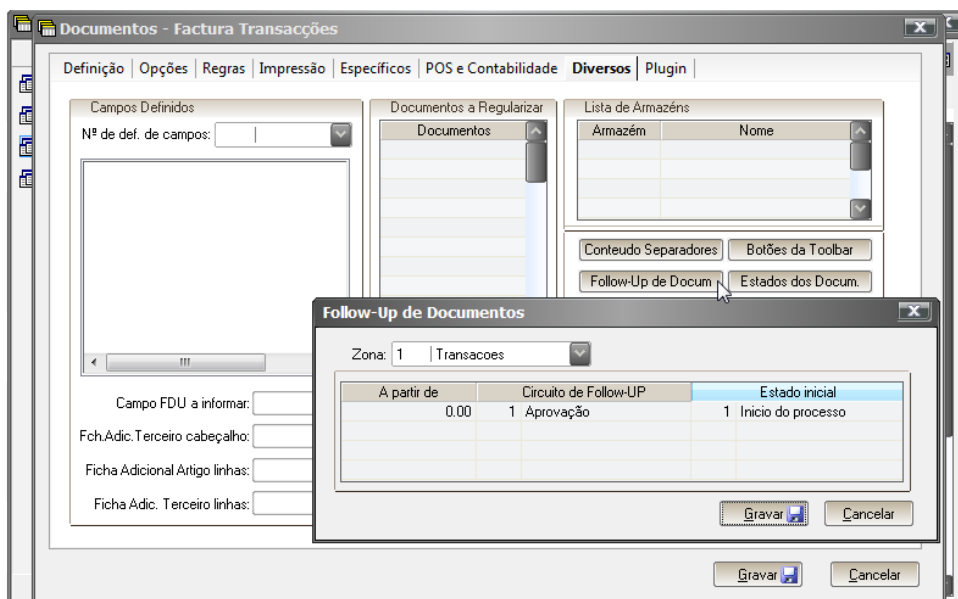 Documentos - Factura Transacções
Definição | Opções | Regras | Impressão | Específicos | POS e Contabilidade | Diversos | Plugin |
Campos Definidos
Nº de def. de campos:
Documentos a Regularizar
Documentos
Lista de Armazéns
Armazém Nome
Conteudo Separadores Botões da Toolbar
Follow-Up de Docum Estados dos Docum.
Campo FDU a informar:
Fch.Adic.Terceiro cabeçalho:
Ficha Adicional Artigo linhas:
Ficha Adic. Terceiro linhas:
Follow-Up de Documentos
Zona: 1 Transacoes
A partir de Circuito de Follow-UP Estado inicial
0.00 1 Aprovação 1 Inicio do processo
Gravar Cancelar
Gravar Cancelar